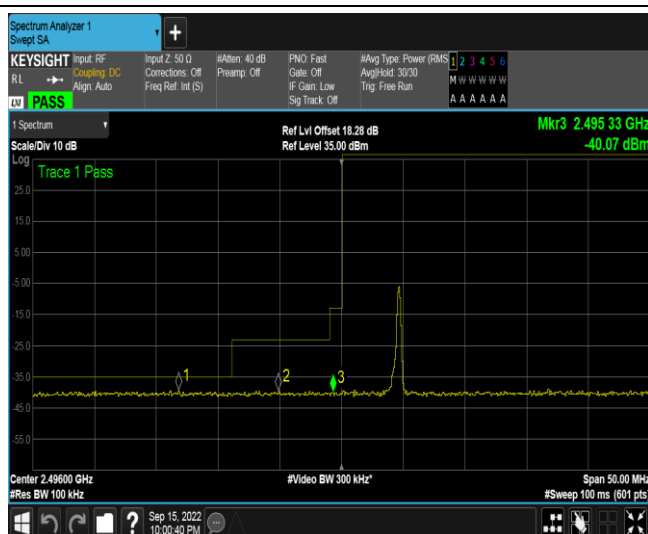 Spectrum Analyzer 1
Swept SA
+
KEYSIGHT
RL
LXI
PASS
Input: RF
Coupling: DC
Align: Auto
Input Z: 50 Ω
Corrections: Off
Freq Ref: Int (S)
#Atten: 40 dB
Preamp: Off
PNO: Fast
Gate: Off
IF Gain: Low
Sig Track: Off
#Avg Type: Power (RMS
Avg|Hold: 30/30
Trig: Free Run
1 2 3 4 5 6
M W W W W W
A A A A A A
1 Spectrum
Scale/Div 10 dB
Ref Lvl Offset 18.28 dB
Ref Level 35.00 dBm
Mkr3 2.495 33 GHz
-40.07 dBm
Log
Trace 1 Pass
25.0
15.0
5.00
-5.00
-15.0
-25.0
-35.0
-45.0
-55.0
1
2
3
Center 2.49600 GHz
#Res BW 100 kHz
#Video BW 300 kHz*
Span 50.00 MHz
#Sweep 100 ms (601 pts)
?
Sep 15, 2022
10:00:40 PM